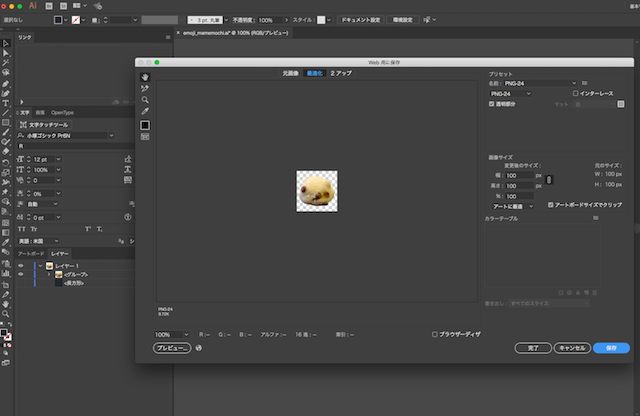 Ai
Br
St
基本
選択なし
線：
3 pt. 丸筆
不透明度：
100%
スタイル：
ドキュメント設定
環境設定
リンク
emoji_mamemochi.ai* @ 100% (RGB/プレビュー)
Web 用に保存
元画像
最適化
2 アップ
プリセット
名前：
PNG-24
PNG-24
インターレース
透明部分
マット：
文字
段落
OpenType
文字タッチツール
小塚ゴシック Pr6N
R
12 pt
100%
0
0%
自動
0 pt
英語：米国
アートボード
レイヤー
レイヤー 1
<グループ>
<長方形>
画像サイズ
変更後のサイズ：
元のサイズ：
幅：
100
px
W：100 px
高さ：
100
px
H：100 px
%：
100
アートに最適
アートボードサイズでクリップ
カラーテーブル
書き出し：
すべてのスライス
PNG-24
100%
R：--
G：--
B：--
アルファ：--
16 進：--
索引：--
ブラウザーディザ
プレビュー...
完了
キャンセル
保存